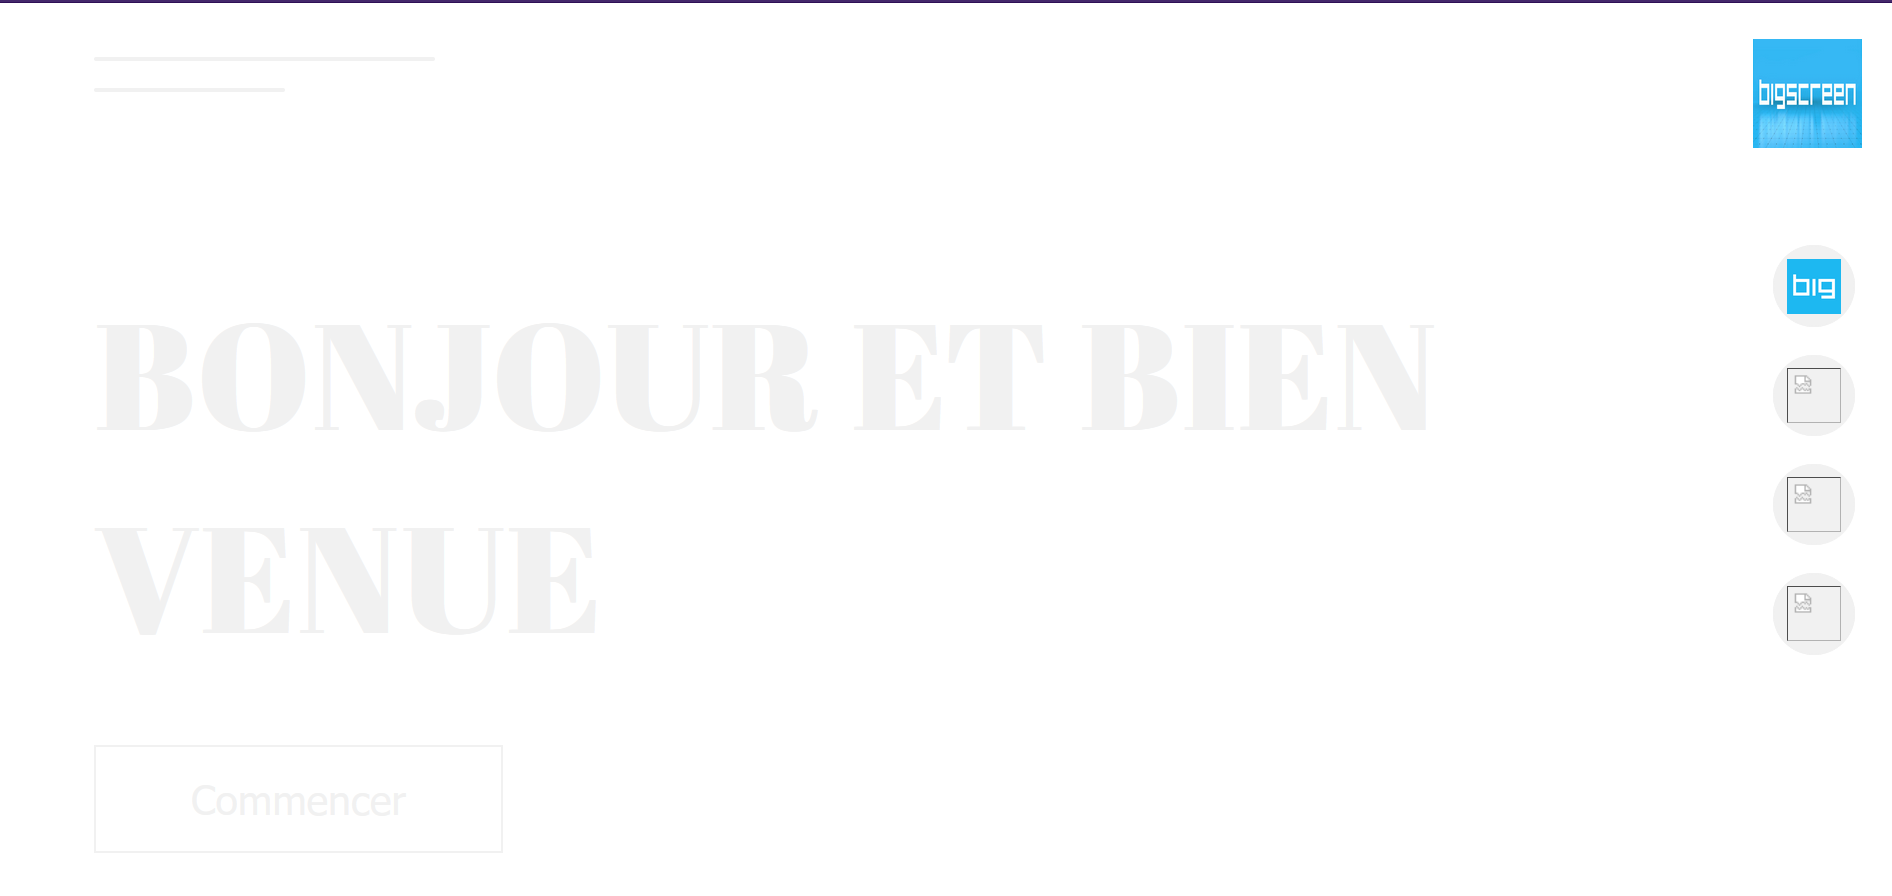 bigscreen
big
BONJOUR ET BIEN
VENUE
Commencer